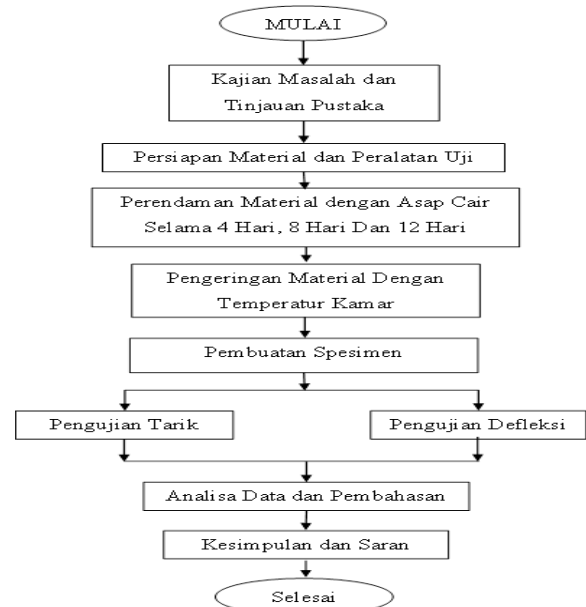 MULAI
Kajian Masalah dan
Tinjauan Pustaka
Persiapan Material dan Peralatan Uji
Perendaman Material dengan Asap Cair
Selama 4 Hari, 8 Hari Dan 12 Hari
Pengeringan Material Dengan
Temperatur Kamar
Pembuatan Spesimen
Pengujian Tarik
Pengujian Defleksi
Analisa Data dan Pembahasan
Kesimpulan dan Saran
Selesai